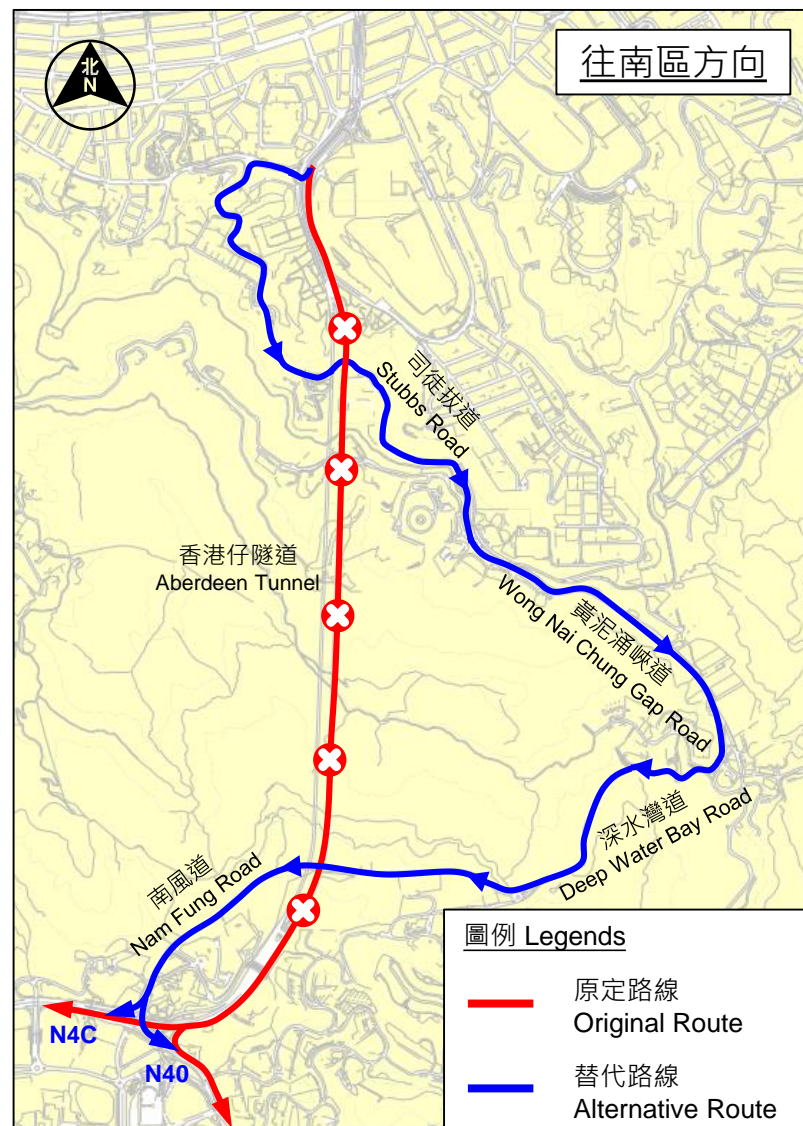 往南區方向
北
N
司徒拔道
Stubbs Road
香港仔隧道
Aberdeen Tunnel
黃泥涌峽道
Wong Nai Chung Gap Road
深水灣道
Deep Water Bay Road
南風道
Nam Fung Road
N4C
N40
圖例 Legends
原定路線
Original Route
替代路線
Alternative Route